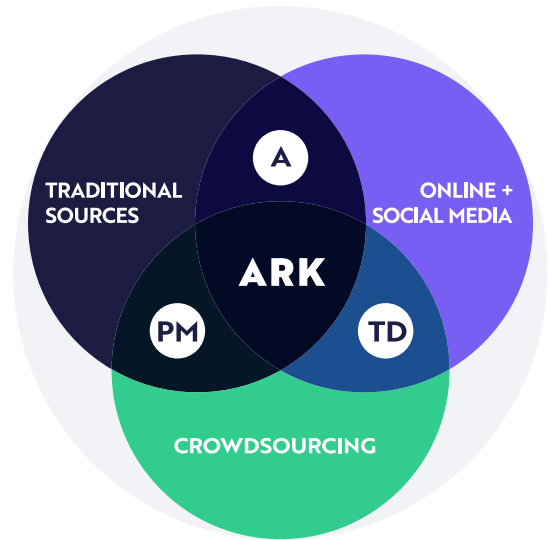 A
TRADITIONAL
SOURCES
ONLINE +
SOCIAL MEDIA
ARK
PM
TD
CROWDSOURCING